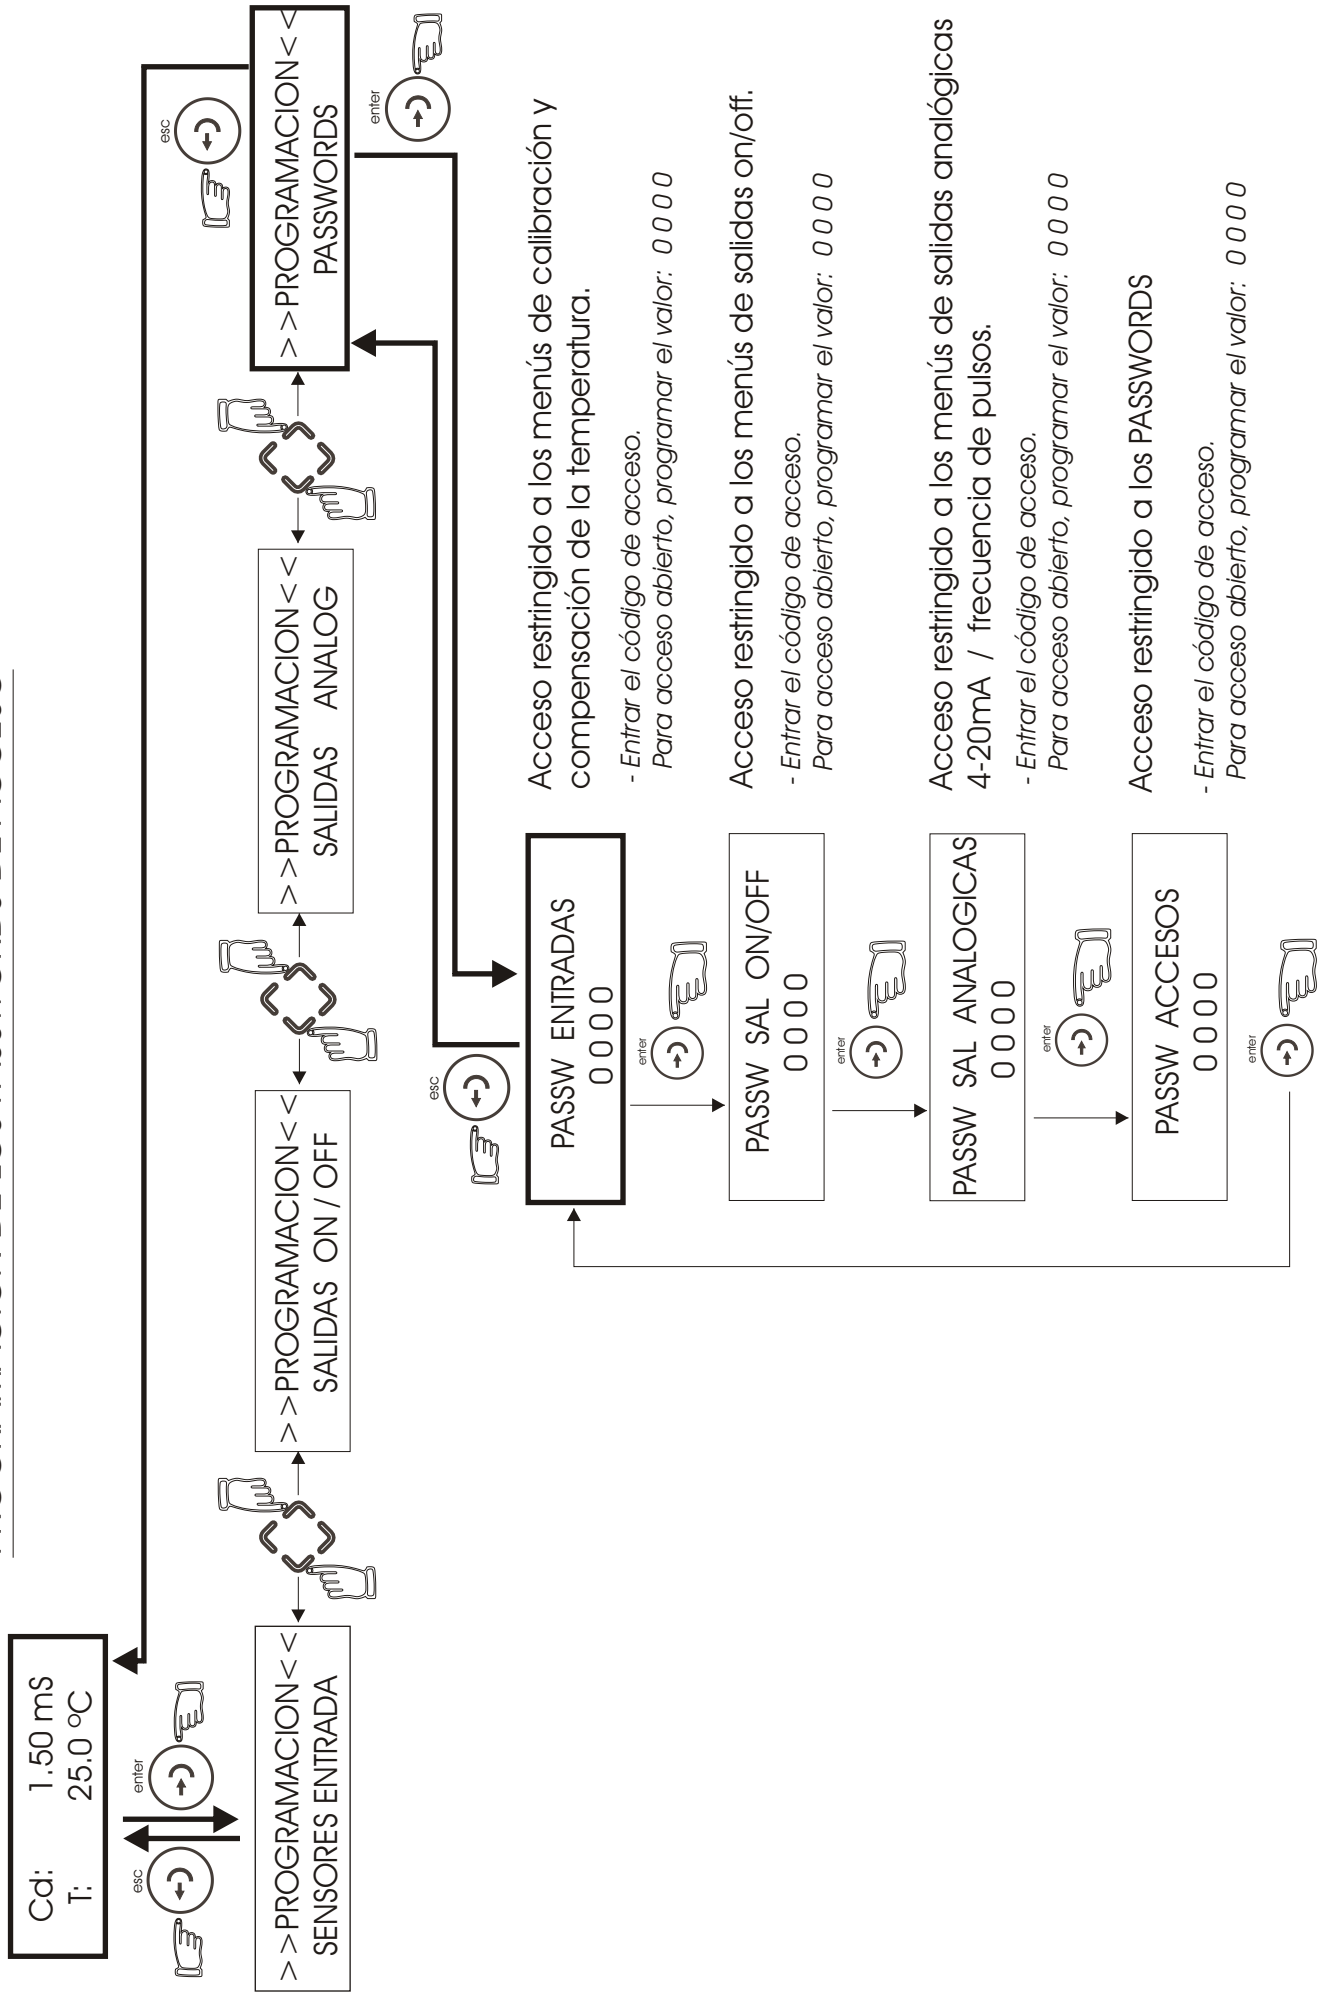 Cd: 1.50 mS
T: 25.0 ºC
esc
enter
> >PROGRAMACION< <
SENSORES ENTRADA
> >PROGRAMACION< <
SALIDAS ON / OFF
> >PROGRAMACION< <
SALIDAS ANALOG
> >PROGRAMACION< <
PASSWORDS
esc
enter
esc
PASSW ENTRADAS
0 0 0 0
Acceso restringido a los menús de calibración y
compensación de la temperatura.
- Entrar el código de acceso.
Para acceso abierto, programar el valor: 0 0 0 0
enter
PASSW SAL ON/OFF
0 0 0 0
Acceso restringido a los menús de salidas on/off.
- Entrar el código de acceso.
Para acceso abierto, programar el valor: 0 0 0 0
enter
PASSW SAL ANALOGICAS
0 0 0 0
Acceso restringido a los menús de salidas analógicas
4-20mA / frecuencia de pulsos.
- Entrar el código de acceso.
Para acceso abierto, programar el valor: 0 0 0 0
enter
PASSW ACCESOS
0 0 0 0
Acceso restringido a los PASSWORDS
- Entrar el código de acceso.
Para acceso abierto, programar el valor: 0 0 0 0
enter